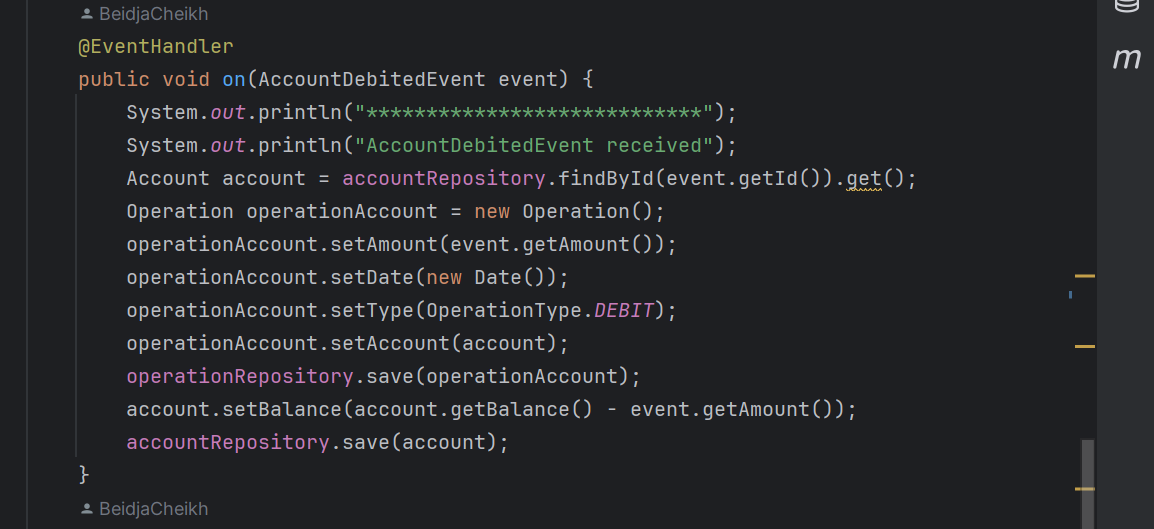 BeidjaCheikh
@EventHandler
public void on(AccountDebitedEvent event) {
System.out.println("****************************");
System.out.println("AccountDebitedEvent received");
Account account = accountRepository.findById(event.getId()).get();
Operation operationAccount = new Operation();
operationAccount.setAmount(event.getAmount());
operationAccount.setDate(new Date());
operationAccount.setType(OperationType.DEBIT);
operationAccount.setAccount(account);
operationRepository.save(operationAccount);
account.setBalance(account.getBalance() - event.getAmount());
accountRepository.save(account);
}
BeidjaCheikh
m